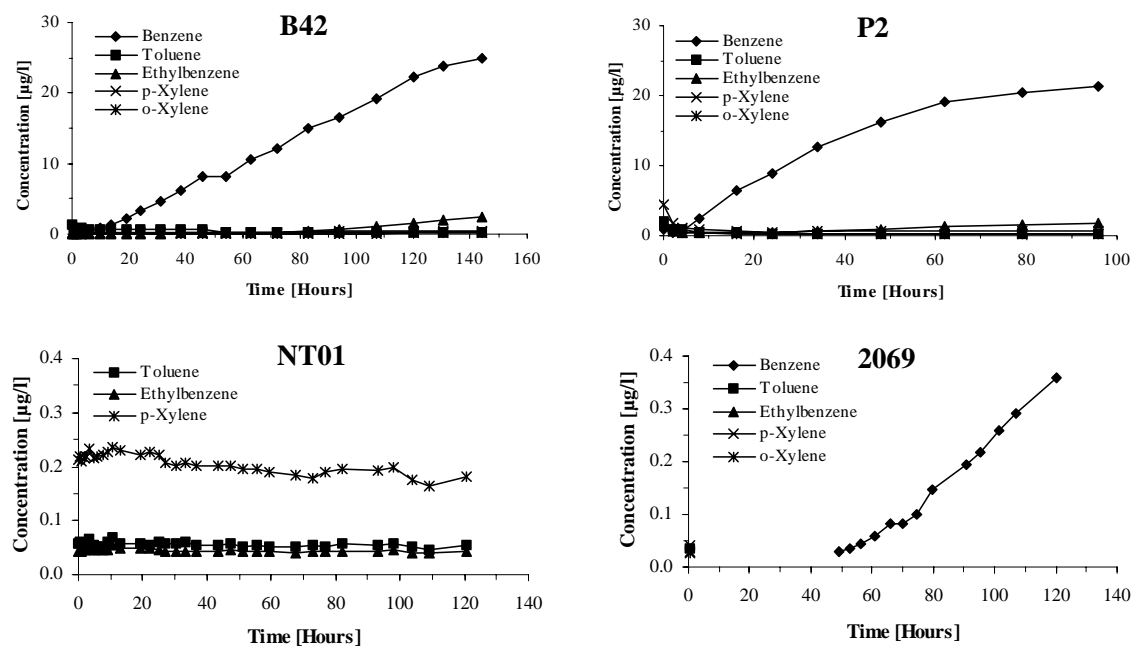 B42
Concentration [µg/l]
30
20
10
0
Benzene
Toluene
Ethylbenzene
p-Xylene
o-Xylene
0 20 40 60 80 100 120 140 160
Time [Hours]
P2
Concentration [µg/l]
30
20
10
0
Benzene
Toluene
Ethylbenzene
p-Xylene
o-Xylene
0 20 40 60 80 100
Time [Hours]
NT01
Concentration [µg/l]
0.4
0.3
0.2
0.1
0.0
Toluene
Ethylbenzene
p-Xylene
0 20 40 60 80 100 120 140
Time [Hours]
2069
Concentration [µg/l]
0.4
0.3
0.2
0.1
0.0
Benzene
Toluene
Ethylbenzene
p-Xylene
o-Xylene
0 20 40 60 80 100 120 140
Time [Hours]